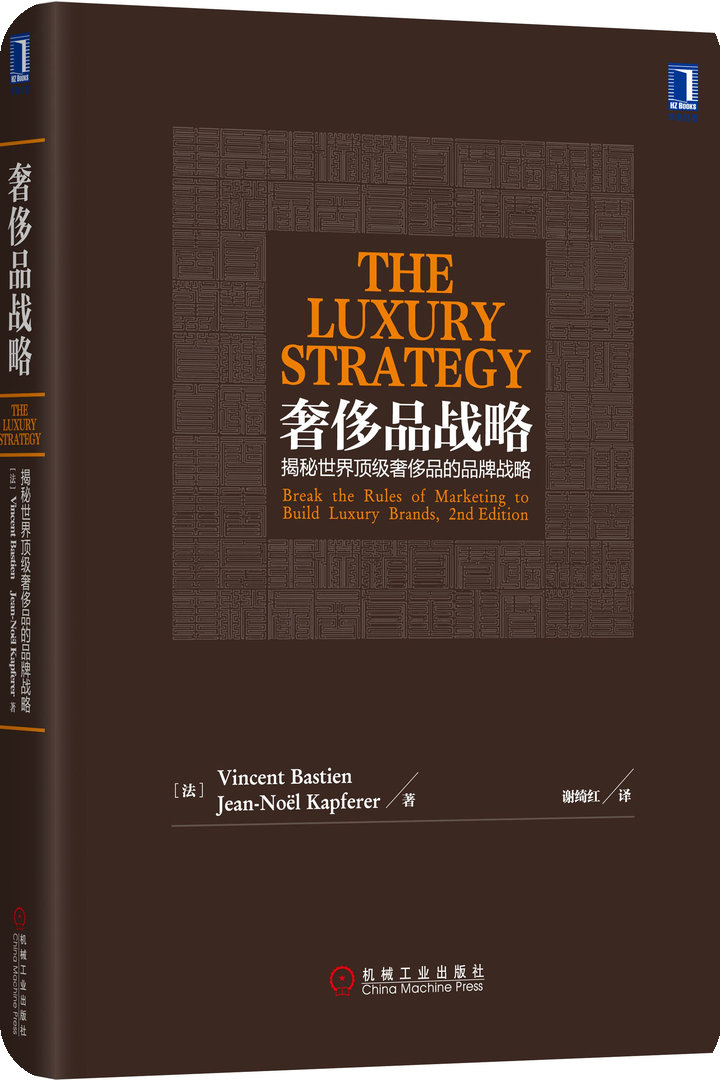 HZ BOOKS
奢侈品战略
THE
LUXURY
STRATEGY
揭秘世界顶级奢侈品的品牌战略
[法] Vincent Bastien Jean-Noël Kapferer 著
机械工业出版社
China Machine Press
HZ BOOKS
THE
LUXURY
STRATEGY
奢侈品战略
揭秘世界顶级奢侈品的品牌战略
Break the Rules of Marketing to
Build Luxury Brands, 2nd Edition
[法] Vincent Bastien
Jean-Noël Kapferer 著
谢绮红 译
机械工业出版社
China Machine Press